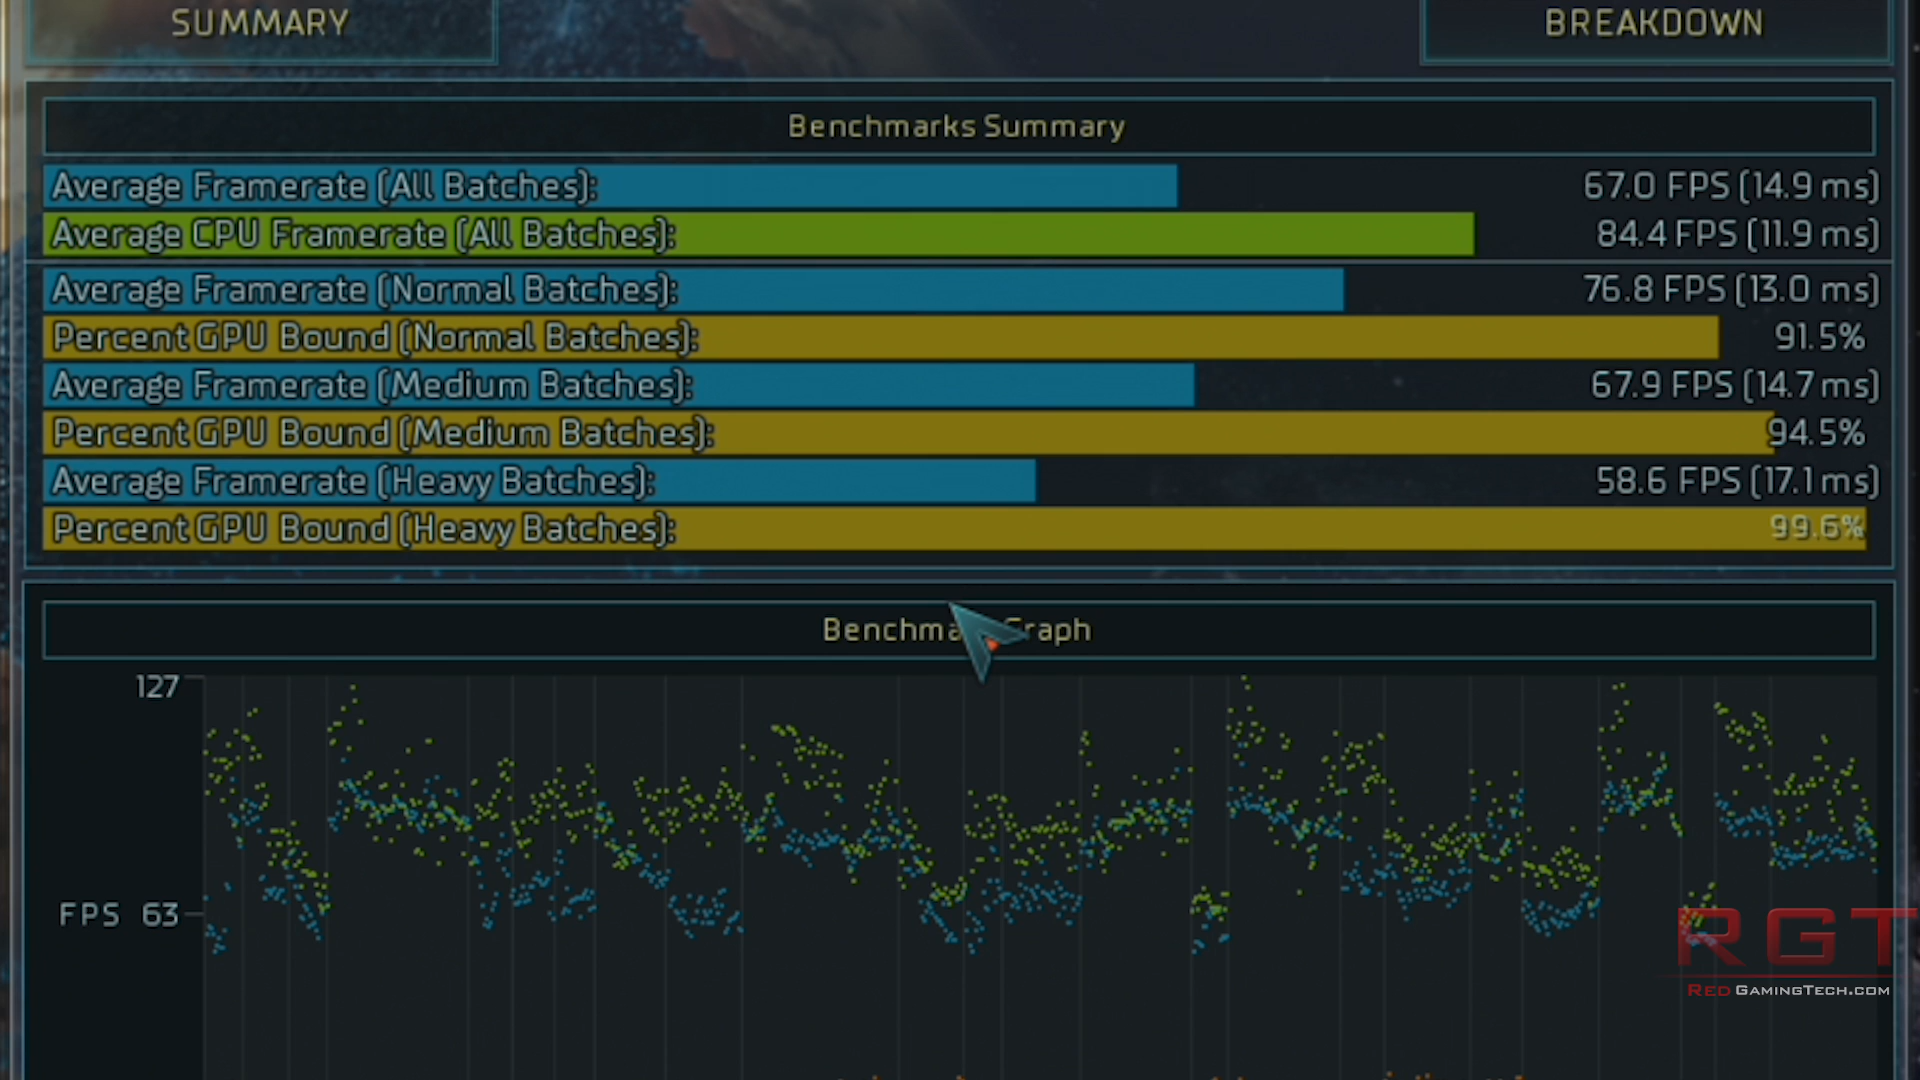 SUMMARY
BREAKDOWN
Benchmarks Summary
Average Framerate (All Batches): 67.0 FPS (14.9 ms)
Average CPU Framerate (All Batches): 84.4 FPS (11.9 ms)
Average Framerate (Normal Batches): 76.8 FPS (13.0 ms)
Percent GPU Bound (Normal Batches): 91.5%
Average Framerate (Medium Batches): 67.9 FPS (14.7 ms)
Percent GPU Bound (Medium Batches): 94.5%
Average Framerate (Heavy Batches): 58.6 FPS (17.1 ms)
Percent GPU Bound (Heavy Batches): 99.6%
Benchmark Graph
127
FPS 63
RGT
REDGAMINGTECH.COM